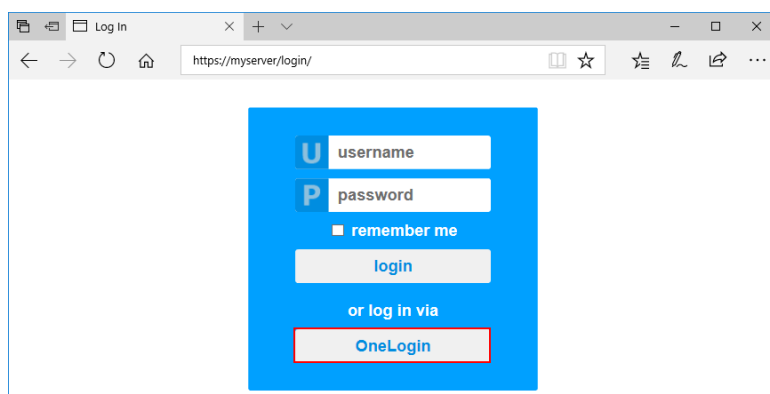 Log In
https://myserver/login/
U username
P password
remember me
login
or log in via
OneLogin